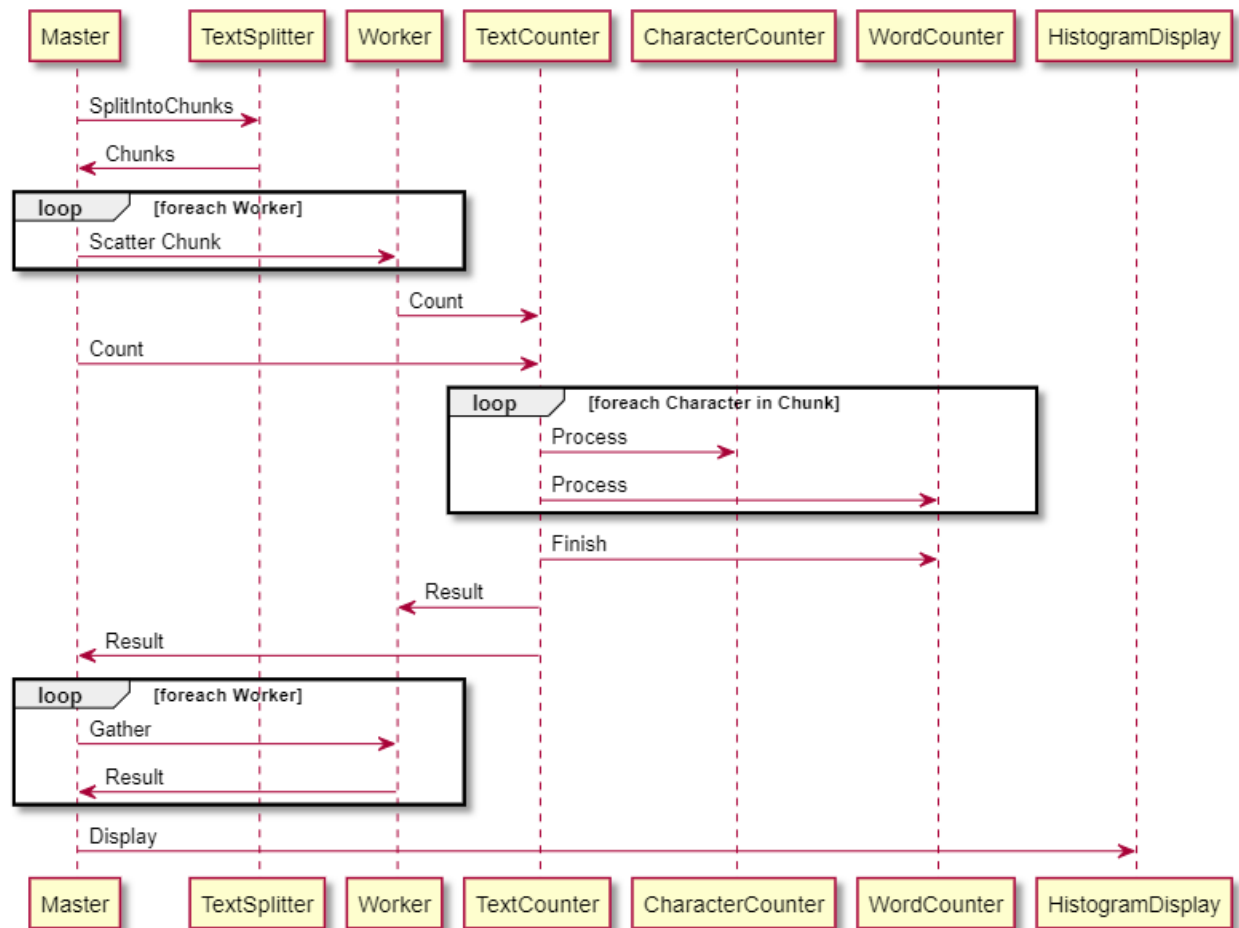 Master TextSplitter Worker TextCounter CharacterCounter WordCounter HistogramDisplay
SplitIntoChunks
Chunks
loop [foreach Worker]
Scatter Chunk
Count
Count
loop [foreach Character in Chunk]
Process
Process
Finish
Result
Result
loop [foreach Worker]
Gather
Result
Display
Master TextSplitter Worker TextCounter CharacterCounter WordCounter HistogramDisplay